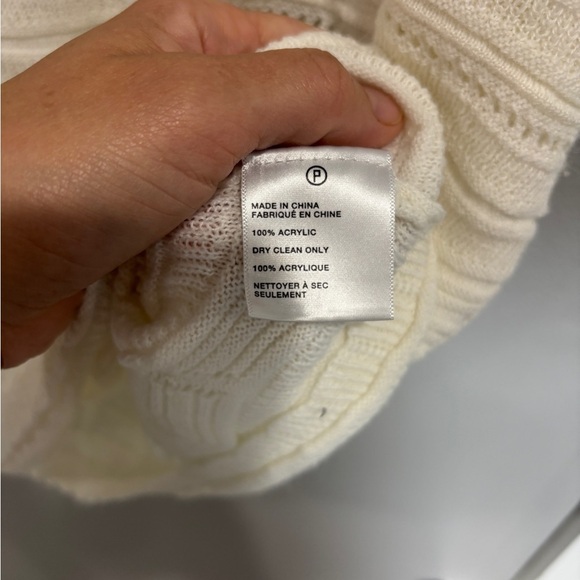 P
MADE IN CHINA
FABRIQUÉ EN CHINE
100% ACRYLIC
DRY CLEAN ONLY
100% ACRYLIQUE
NETTOYER À SEC
SEULEMENT